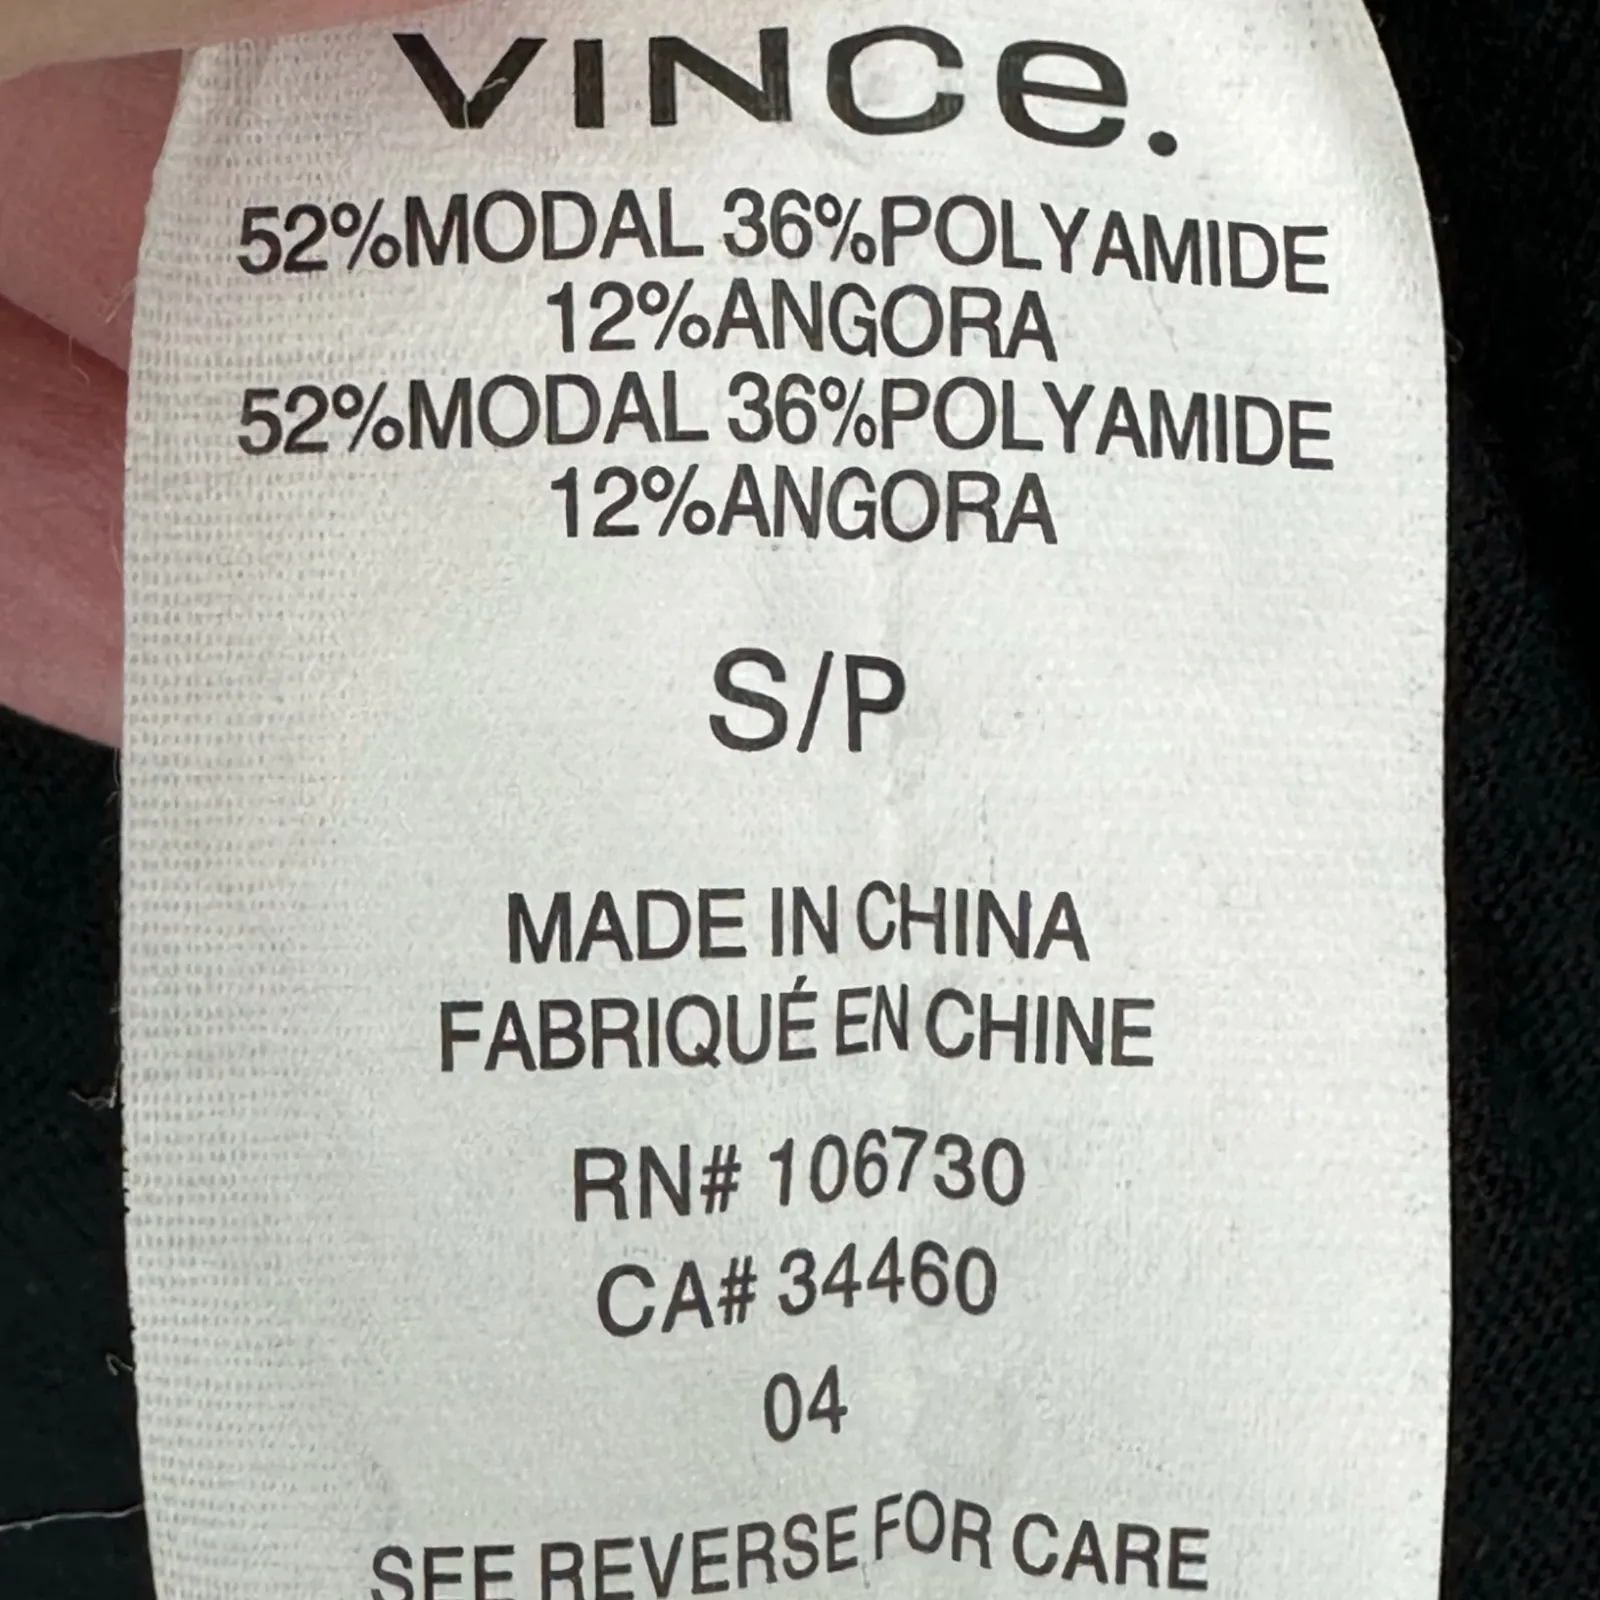 VINCe.
52%MODAL 36%POLYAMIDE
12%ANGORA
52%MODAL 36%POLYAMIDE
12%ANGORA
S/P
MADE IN CHINA
FABRIQUÉ EN CHINE
RN# 106730
CA# 34460
04
SEE REVERSE FOR CARE